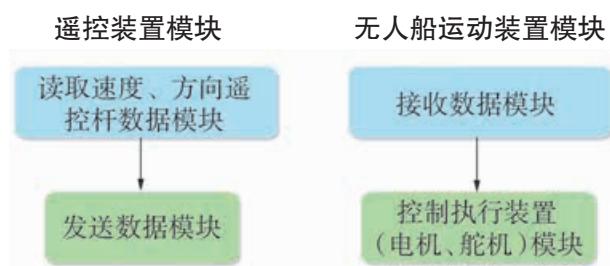 遥控装置模块
无人船运动装置模块
读取速度、方向遥
控杆数据模块
接收数据模块
发送数据模块
控制执行装置
（电机、舵机）模块